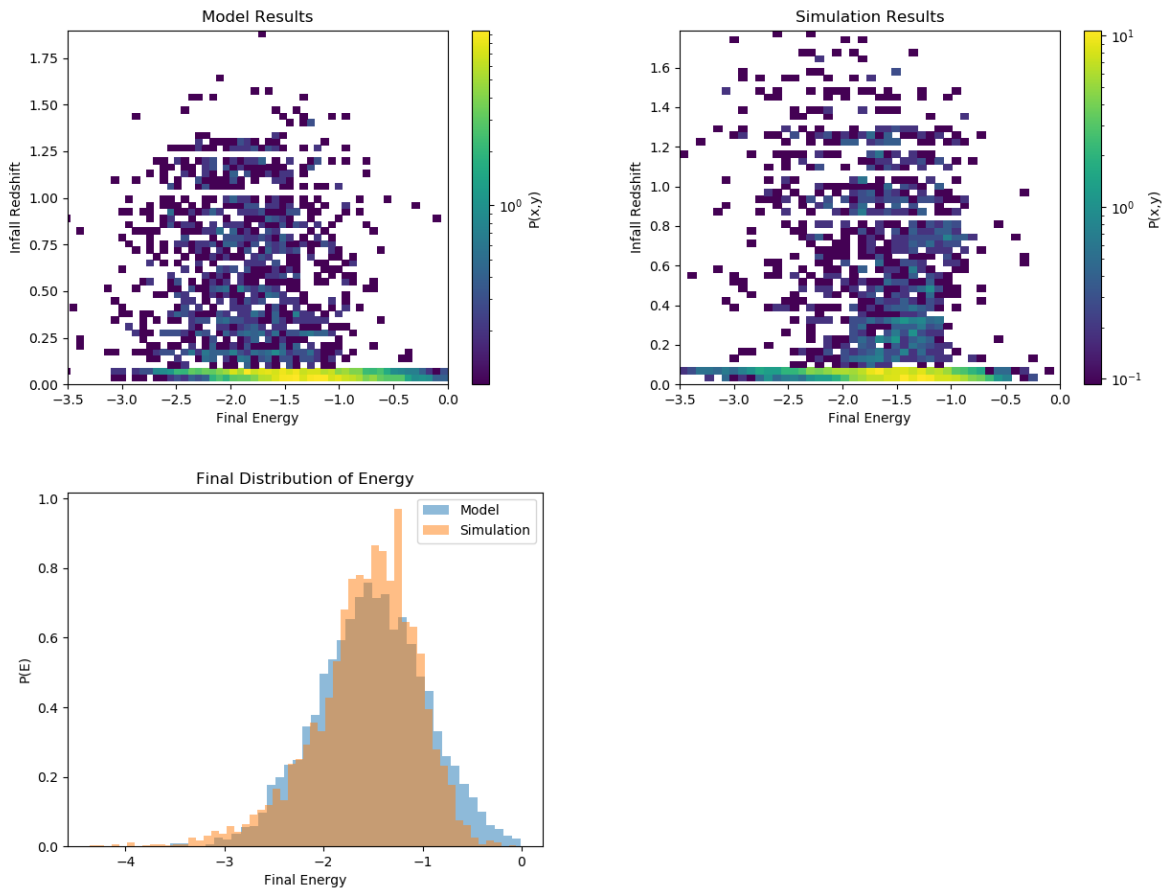 Model Results
Infall Redshift
1.75
1.50
1.25
1.00
0.75
0.50
0.25
0.00
−3.5 −3.0 −2.5 −2.0 −1.5 −1.0 −0.5 0.0
Final Energy
10⁰
P(x,y)
Simulation Results
Infall Redshift
1.6
1.4
1.2
1.0
0.8
0.6
0.4
0.2
0.0
−3.5 −3.0 −2.5 −2.0 −1.5 −1.0 −0.5 0.0
Final Energy
10¹
10⁰
10⁻¹
P(x,y)
Final Distribution of Energy
P(E)
1.0
0.8
0.6
0.4
0.2
0.0
Model
Simulation
−4 −3 −2 −1 0
Final Energy